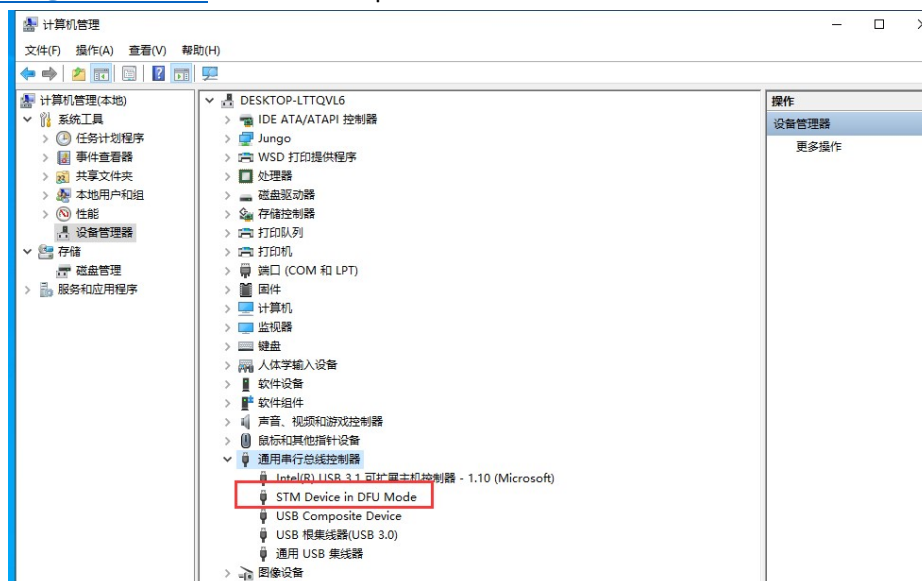 计算机管理
文件(F) 操作(A) 查看(V) 帮助(H)
计算机管理(本地)
系统工具
任务计划程序
事件查看器
共享文件夹
本地用户和组
性能
设备管理器
存储
磁盘管理
服务和应用程序
DESKTOP-LTTQVL6
IDE ATA/ATAPI 控制器
Jungo
WSD 打印提供程序
处理器
磁盘驱动器
存储控制器
打印队列
打印机
端口 (COM 和 LPT)
固件
计算机
监视器
键盘
人体学输入设备
软件设备
软件组件
声音、视频和游戏控制器
鼠标和其他指针设备
通用串行总线控制器
Intel(R) USB 3.1 可扩展主机控制器 - 1.10 (Microsoft)
STM Device in DFU Mode
USB Composite Device
USB 根集线器(USB 3.0)
通用 USB 集线器
图像设备
操作
设备管理器
更多操作